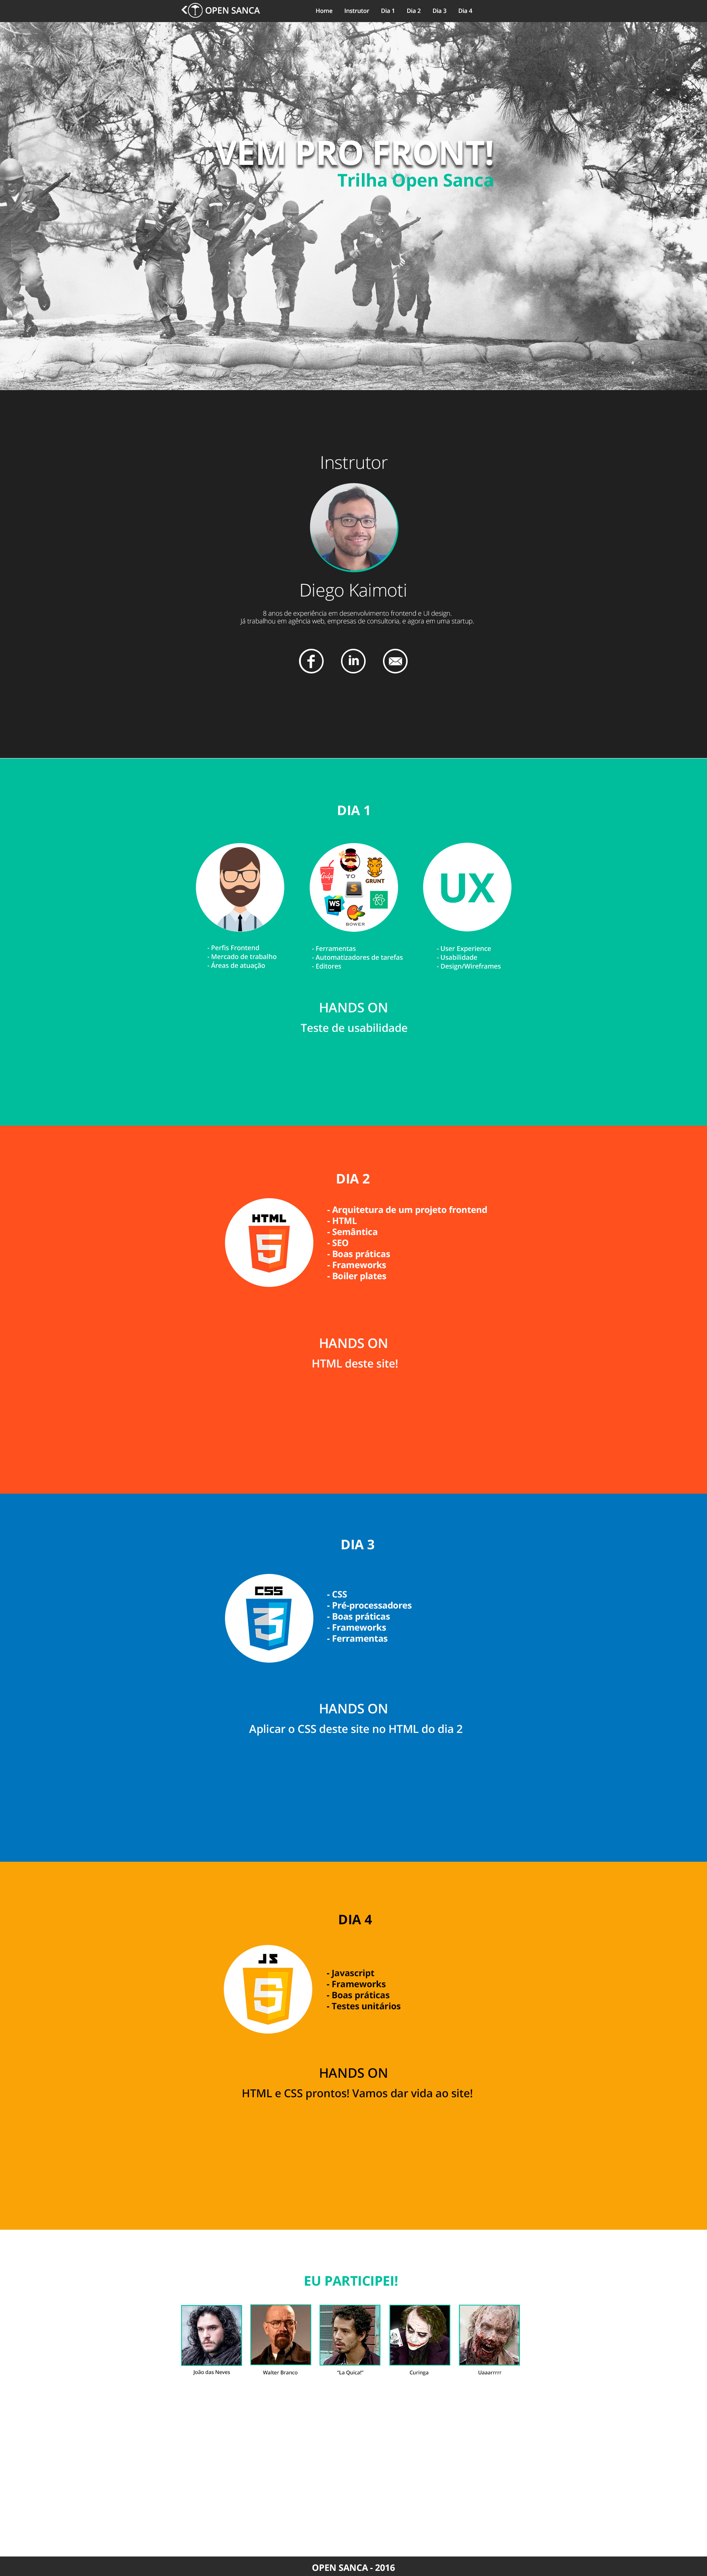 OPEN SANCA
Home Instrutor Dia 1 Dia 2 Dia 3 Dia 4
VEM PRO FRONT!
Trilha Open Sanca
Instrutor
Diego Kaimoti
8 anos de experiência em desenvolvimento frontend e UI design.
Já trabalhou em agência web, empresas de consultoria, e agora em uma startup.
f
in
DIA 1
Gulp
YO
GRUNT
S
WS
BOWER
UX
- Perfis Frontend
- Mercado de trabalho
- Áreas de atuação
- Ferramentas
- Automatizadores de tarefas
- Editores
- User Experience
- Usabilidade
- Design/Wireframes
HANDS ON
Teste de usabilidade
DIA 2
HTML
5
- Arquitetura de um projeto frontend
- HTML
- Semântica
- SEO
- Boas práticas
- Frameworks
- Boiler plates
HANDS ON
HTML deste site!
DIA 3
CSS
3
- CSS
- Pré-processadores
- Boas práticas
- Frameworks
- Ferramentas
HANDS ON
Aplicar o CSS deste site no HTML do dia 2
DIA 4
JS
5
- Javascript
- Frameworks
- Boas práticas
- Testes unitários
HANDS ON
HTML e CSS prontos! Vamos dar vida ao site!
EU PARTICIPEI!
João das Neves
Walter Branco
"La Quica!"
Curinga
Uaaarrrrr
OPEN SANCA - 2016